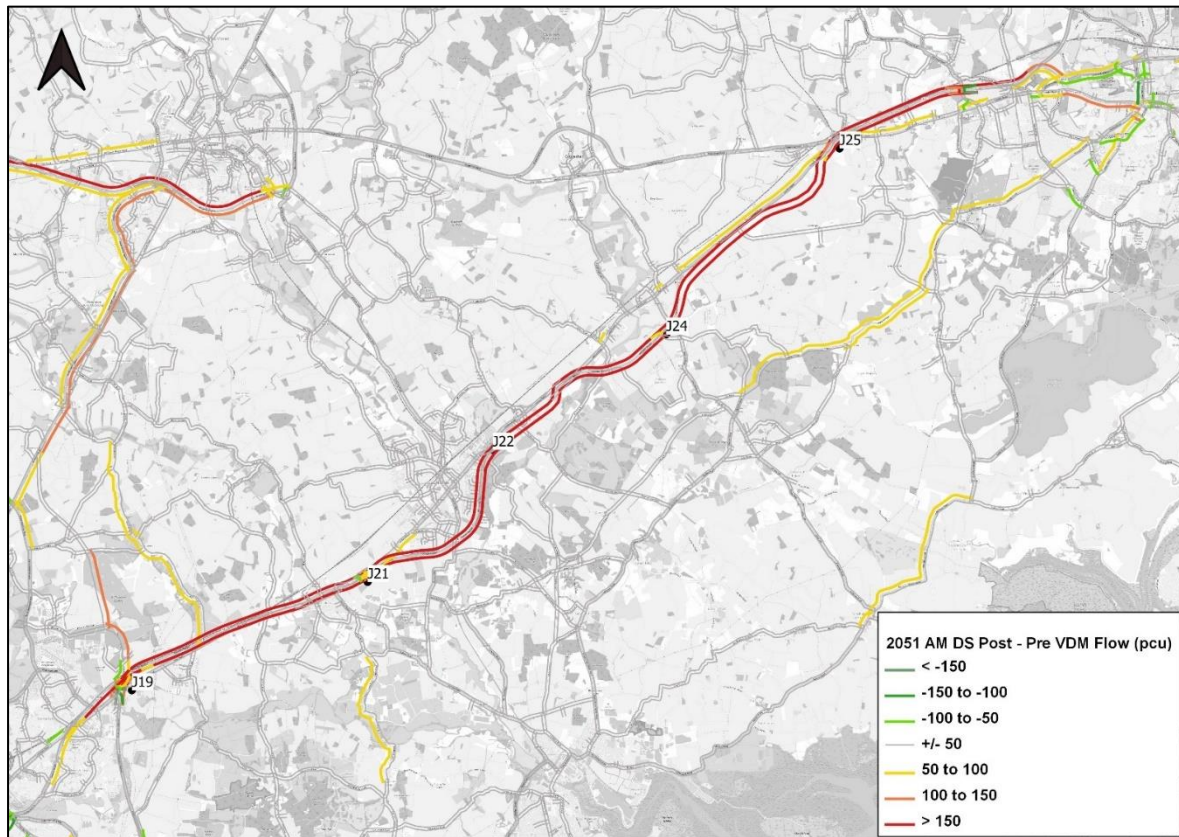 J25
J24
J22
J21
J19
2051 AM DS Post - Pre VDM Flow (pcu)
< -150
-150 to -100
-100 to -50
+/- 50
50 to 100
100 to 150
> 150